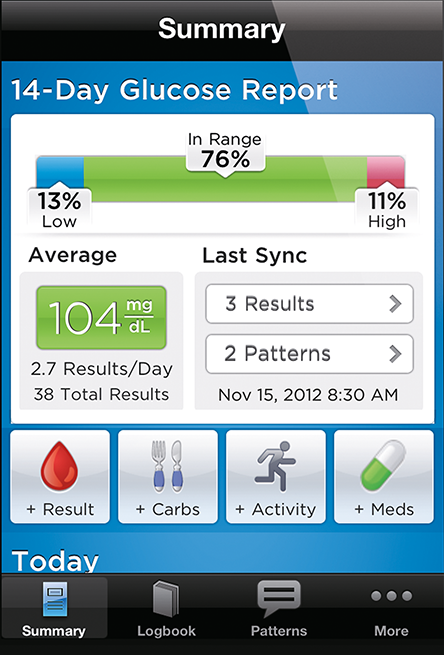 Summary
14-Day Glucose Report
In Range
76%
13%
Low
11%
High
Average
104 mg/dL
2.7 Results/Day
38 Total Results
Last Sync
3 Results
2 Patterns
Nov 15, 2012 8:30 AM
+ Result
+ Carbs
+ Activity
+ Meds
Today
Summary
Logbook
Patterns
More